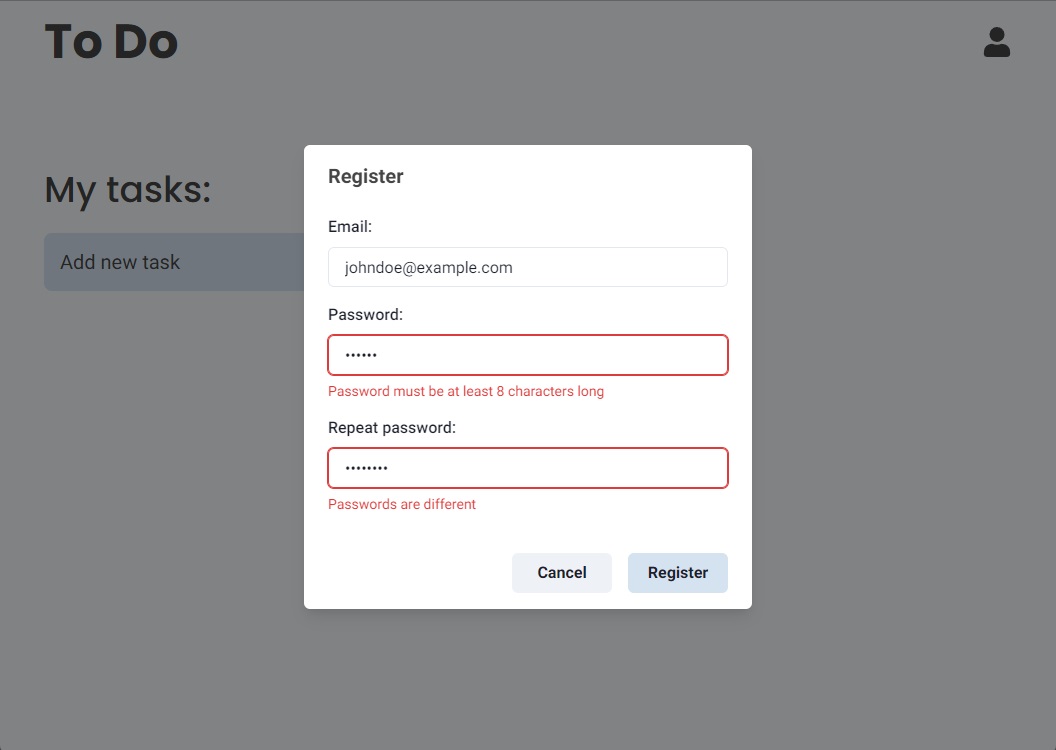 To Do
My tasks:
Add new task
Register
Email:
johndoe@example.com
Password:
••••••
Password must be at least 8 characters long
Repeat password:
••••••••
Passwords are different
Cancel
Register